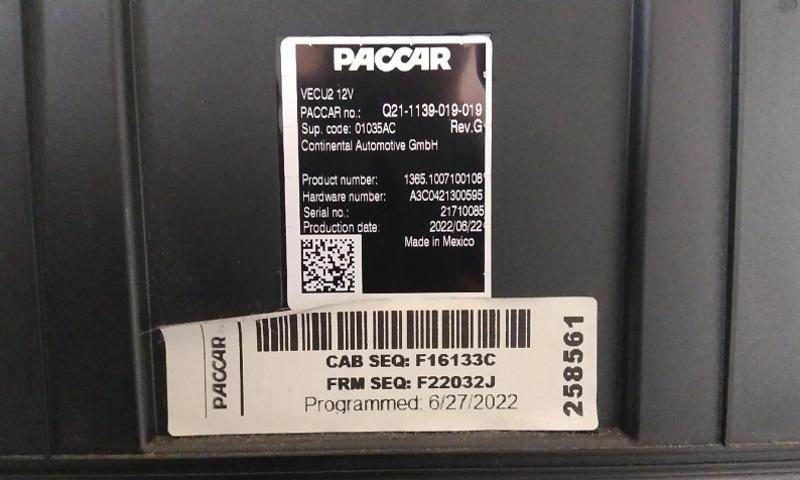 PACCAR
VECU2 12V
PACCAR no.: Q21-1139-019-019
Sup. code: 01035AC Rev.G
Continental Automotive GmbH
Product number: 1365.1007100108
Hardware number: A3C0421300595
Serial no.: 21710085
Production date: 2022/06/22
Made in Mexico
PACCAR
CAB SEQ: F16133C
FRM SEQ: F22032J
Programmed: 6/27/2022
258561